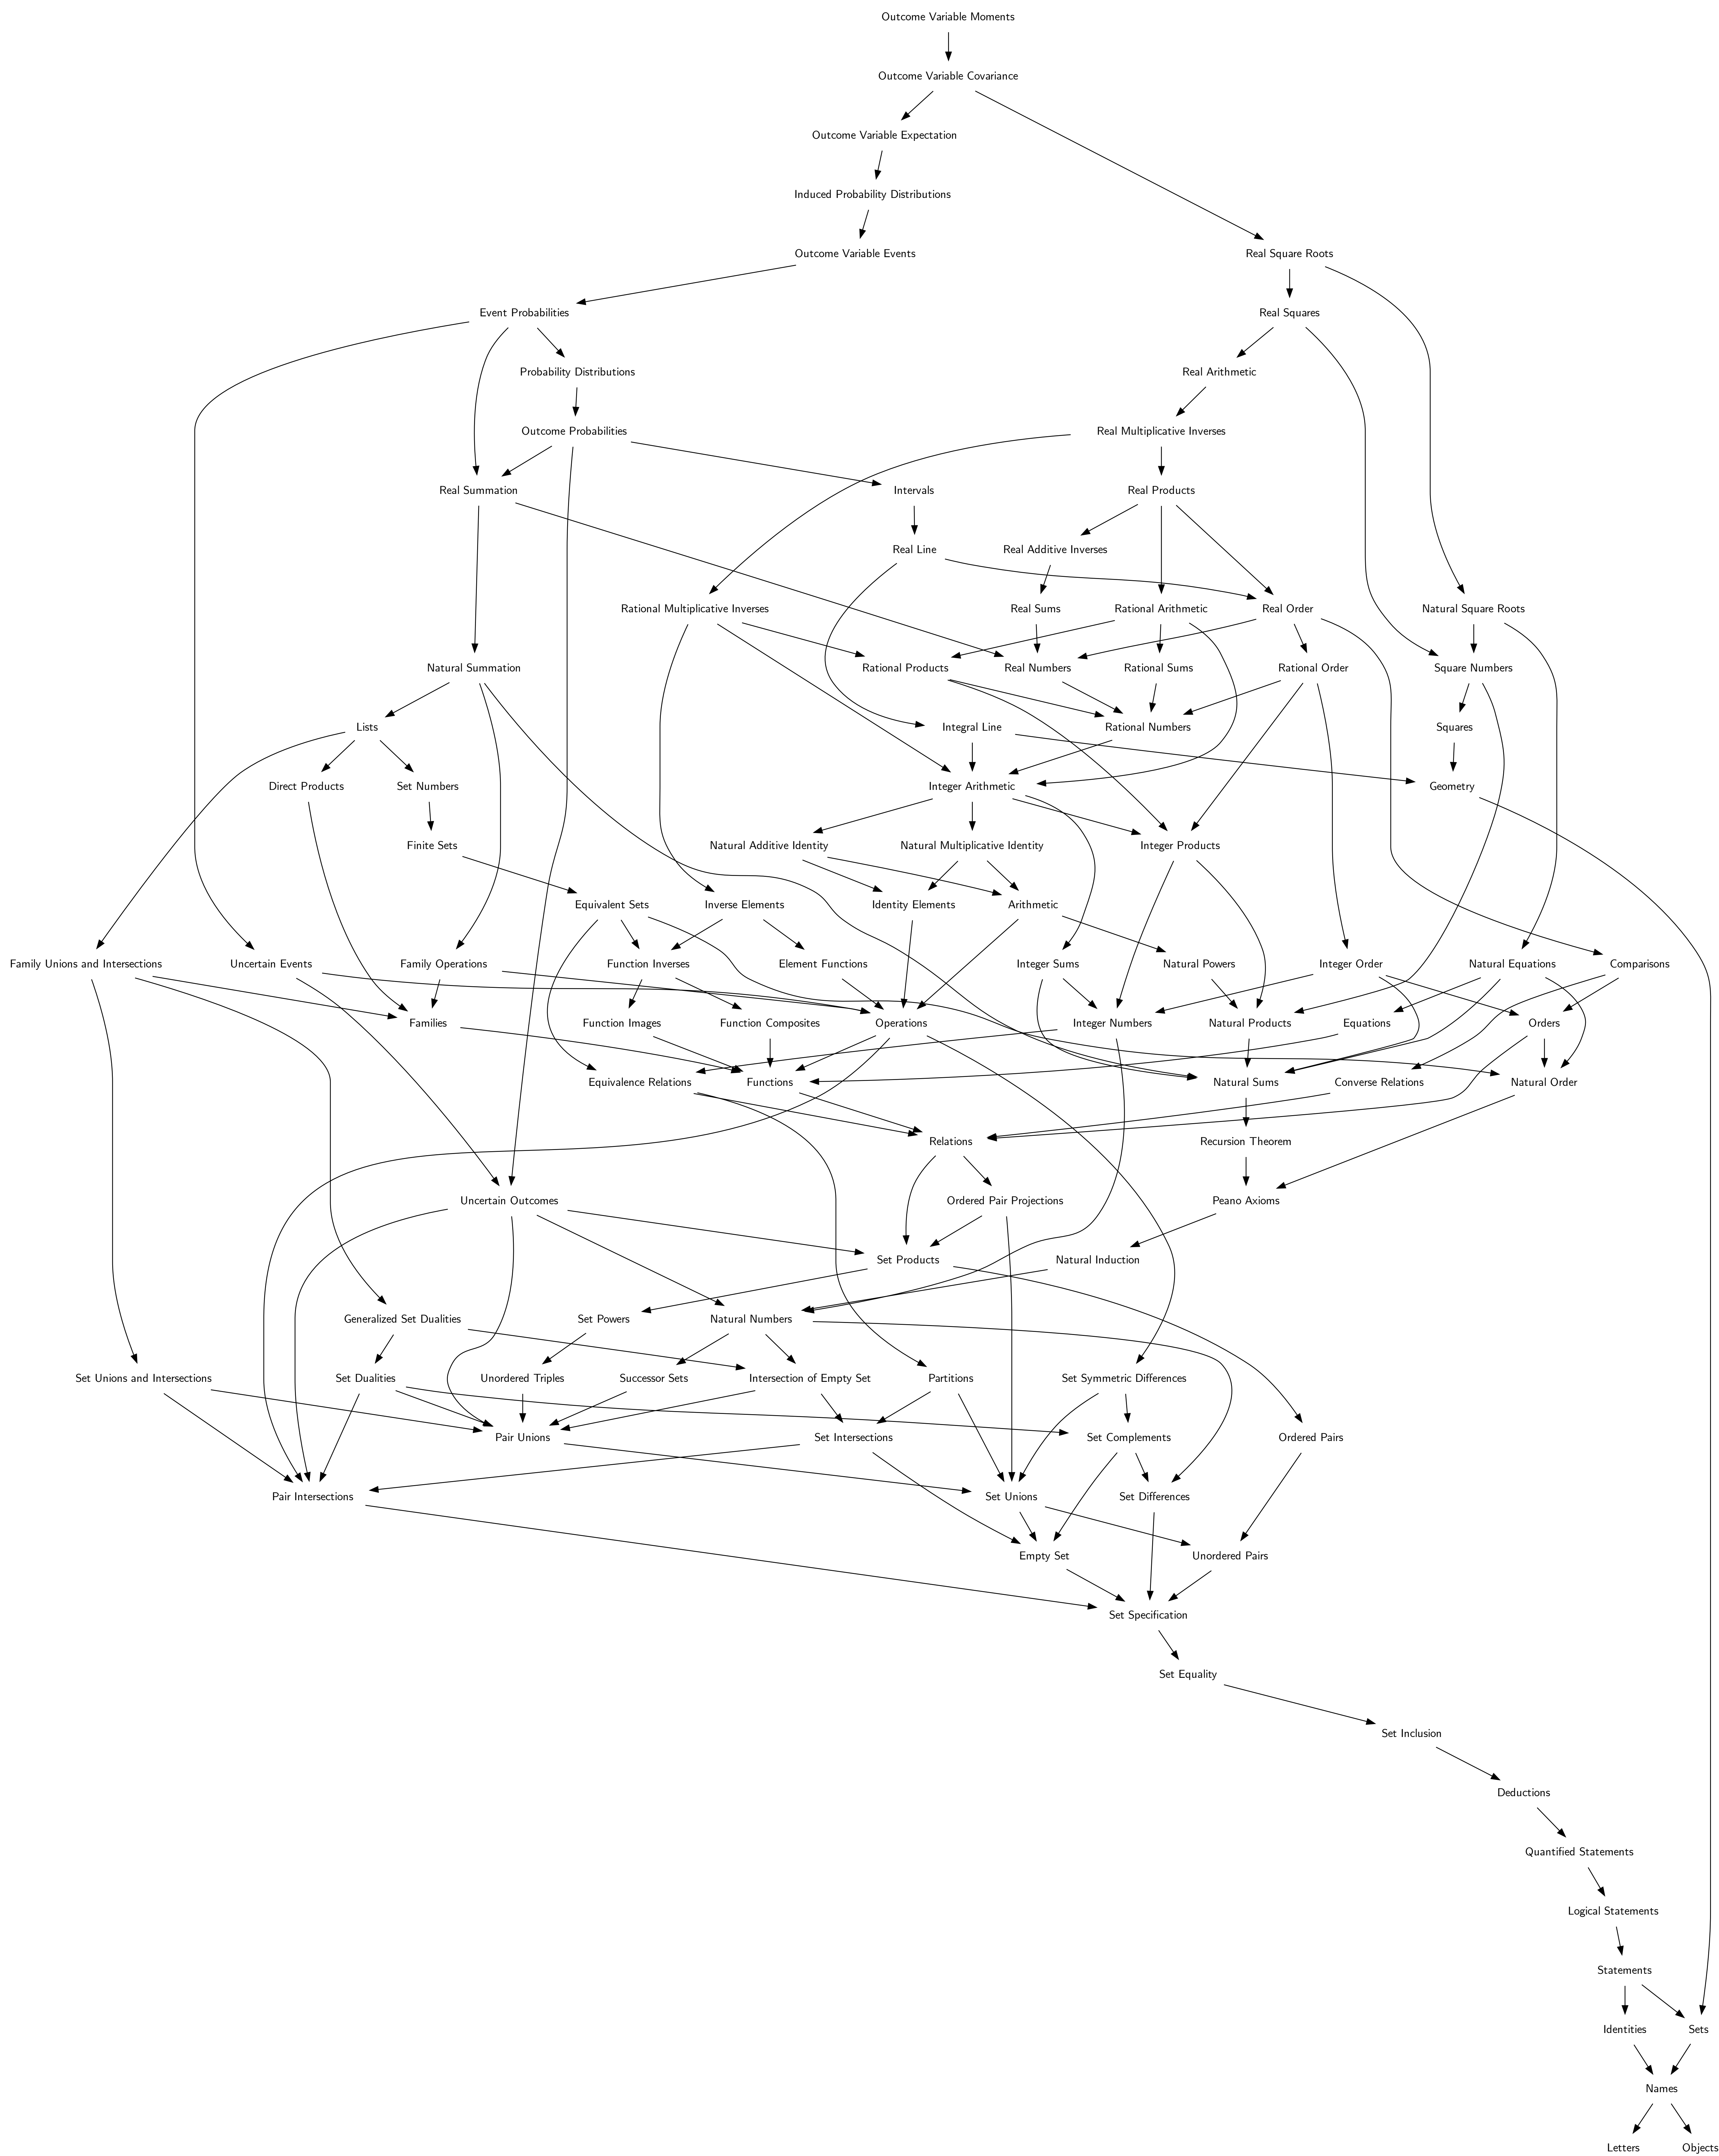 Outcome Variable Moments
Outcome Variable Covariance
Outcome Variable Expectation
Induced Probability Distributions
Outcome Variable Events
Real Square Roots
Event Probabilities
Real Squares
Probability Distributions
Real Arithmetic
Outcome Probabilities
Real Multiplicative Inverses
Real Summation
Intervals
Real Products
Real Line
Real Additive Inverses
Rational Multiplicative Inverses
Real Sums
Rational Arithmetic
Real Order
Natural Square Roots
Natural Summation
Rational Products
Real Numbers
Rational Sums
Rational Order
Square Numbers
Lists
Integral Line
Rational Numbers
Squares
Direct Products
Set Numbers
Integer Arithmetic
Geometry
Finite Sets
Natural Additive Identity
Natural Multiplicative Identity
Integer Products
Equivalent Sets
Inverse Elements
Identity Elements
Arithmetic
Family Unions and Intersections
Uncertain Events
Family Operations
Function Inverses
Element Functions
Integer Sums
Natural Powers
Integer Order
Natural Equations
Comparisons
Families
Function Images
Function Composites
Operations
Integer Numbers
Natural Products
Equations
Orders
Equivalence Relations
Functions
Natural Sums
Converse Relations
Natural Order
Relations
Recursion Theorem
Uncertain Outcomes
Ordered Pair Projections
Peano Axioms
Set Products
Natural Induction
Generalized Set Dualities
Set Powers
Natural Numbers
Set Unions and Intersections
Set Dualities
Unordered Triples
Successor Sets
Intersection of Empty Set
Partitions
Set Symmetric Differences
Pair Unions
Set Intersections
Set Complements
Ordered Pairs
Pair Intersections
Set Unions
Set Differences
Empty Set
Unordered Pairs
Set Specification
Set Equality
Set Inclusion
Deductions
Quantified Statements
Logical Statements
Statements
Identities
Sets
Names
Letters
Objects